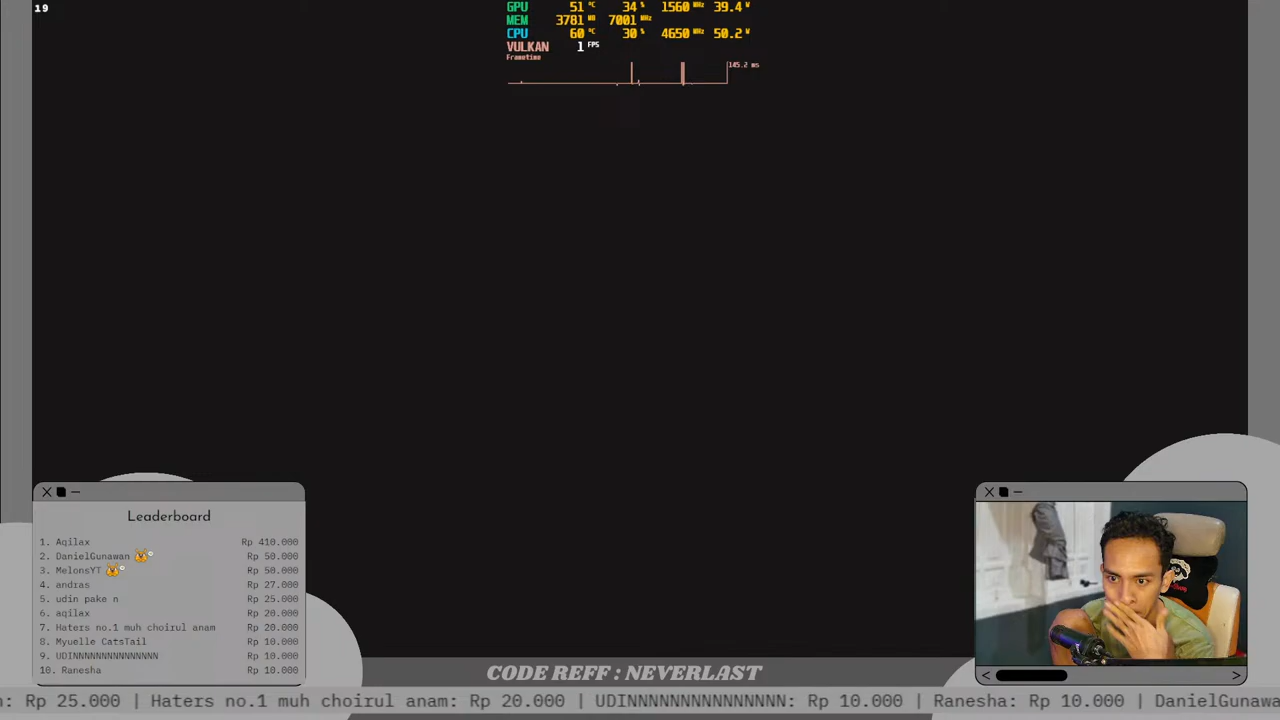 19
GPU 51 °C 34 % 1560 MHz 39.4 W
MEM 3781 MB 7001 MHz
CPU 60 °C 30 % 4650 MHz 50.2 W
VULKAN 1 FPS
Frametime
145.2 ms
Leaderboard
1. Aqilax Rp 410.000
2. DanielGunawan Rp 50.000
3. MelonsYT Rp 50.000
4. andras Rp 27.000
5. udin pake n Rp 25.000
6. aqilax Rp 20.000
7. Haters no.1 muh choirul anam Rp 20.000
8. Myuelle CatsTail Rp 10.000
9. UDINNNNNNNNNNNNNN Rp 10.000
10. Ranesha Rp 10.000
CODE REFF : NEVERLAST
n: Rp 25.000 | Haters no.1 muh choirul anam: Rp 20.000 | UDINNNNNNNNNNNNNN: Rp 10.000 | Ranesha: Rp 10.000 | DanielGunawa